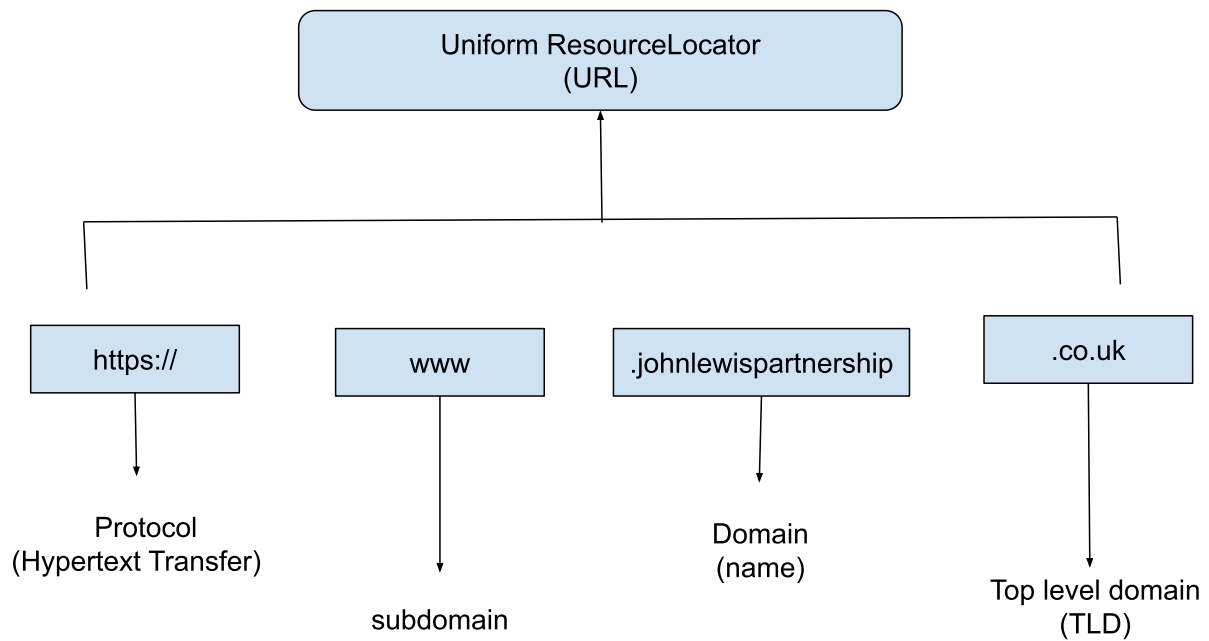 Uniform ResourceLocator
(URL)
https://
www
.johnlewispartnership
.co.uk
Protocol
(Hypertext Transfer)
subdomain
Domain
(name)
Top level domain
(TLD)